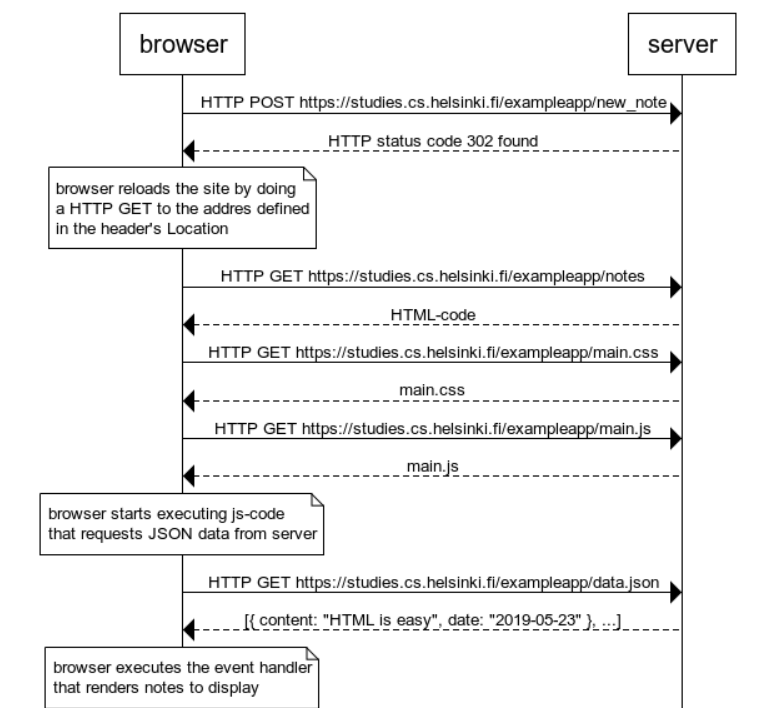 browser
server
HTTP POST https://studies.cs.helsinki.fi/exampleapp/new_note
HTTP status code 302 found
browser reloads the site by doing
a HTTP GET to the addres defined
in the header's Location
HTTP GET https://studies.cs.helsinki.fi/exampleapp/notes
HTML-code
HTTP GET https://studies.cs.helsinki.fi/exampleapp/main.css
main.css
HTTP GET https://studies.cs.helsinki.fi/exampleapp/main.js
main.js
browser starts executing js-code
that requests JSON data from server
HTTP GET https://studies.cs.helsinki.fi/exampleapp/data.json
[{ content: "HTML is easy", date: "2019-05-23" }, ...]
browser executes the event handler
that renders notes to display